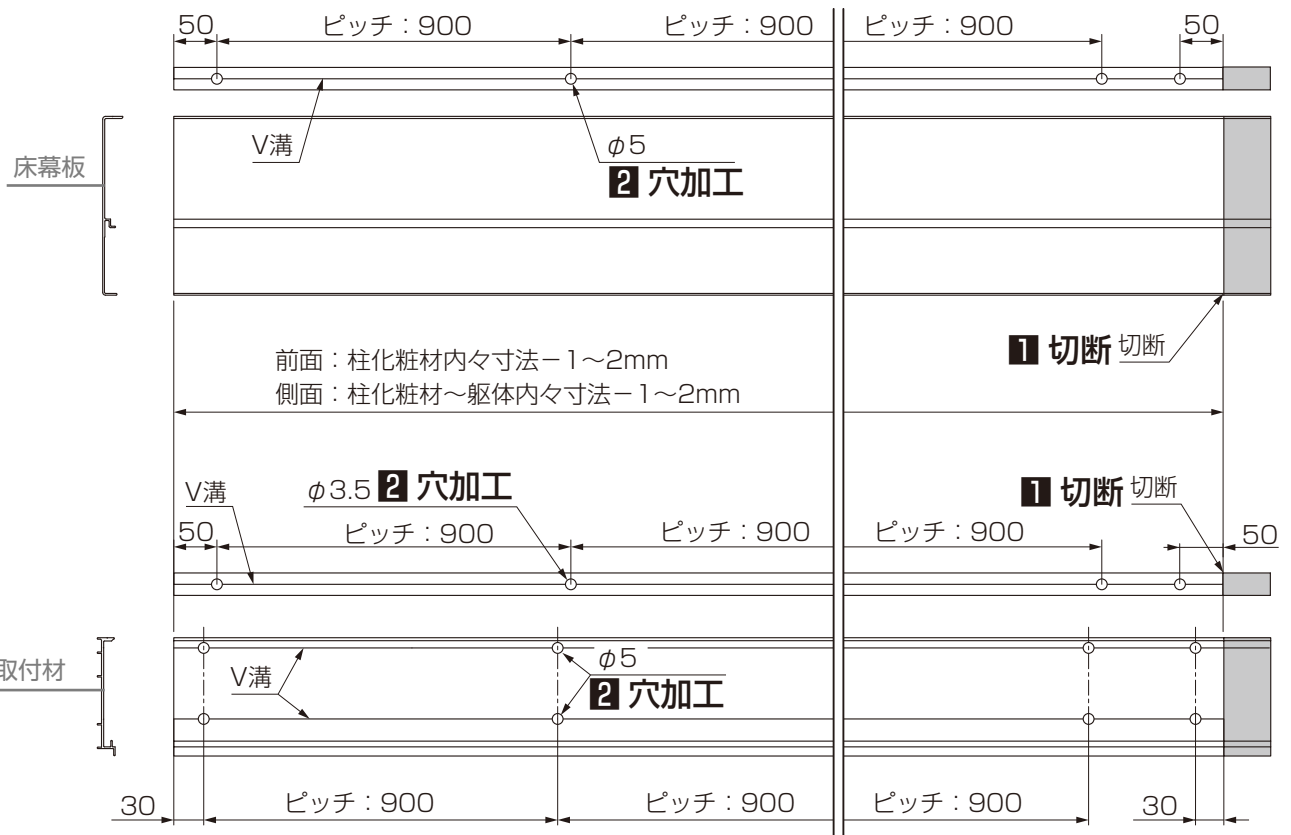 50 ピッチ：900 ピッチ：900 ピッチ：900 50
V溝
φ5
2 穴加工
床幕板
1 切断 切断
前面：柱化粧材内々寸法－1～2mm
側面：柱化粧材～躯体内々寸法－1～2mm
V溝 φ3.5 2 穴加工
1 切断 切断
50 ピッチ：900 ピッチ：900 ピッチ：900 50
取付材
V溝
φ5
2 穴加工
30 ピッチ：900 ピッチ：900 ピッチ：900 30